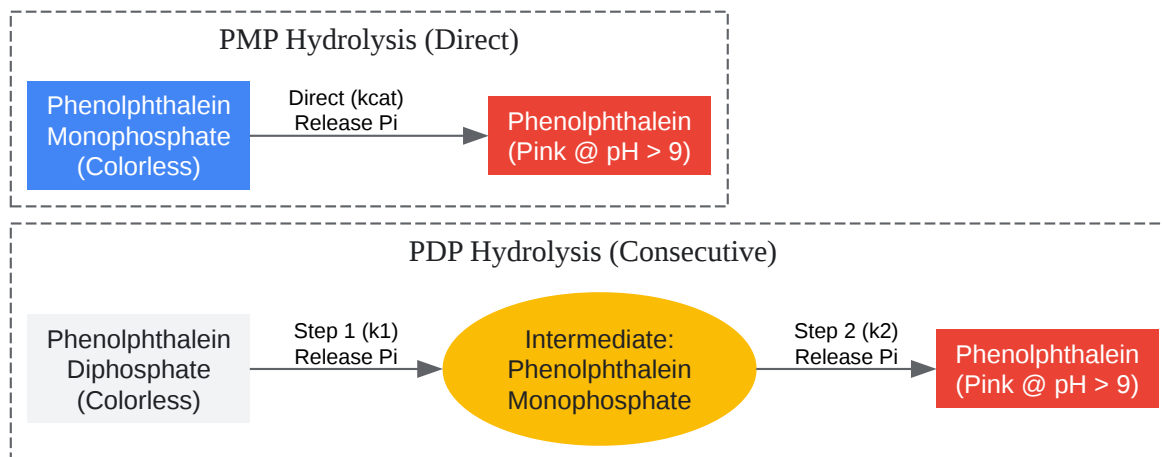 PMP Hydrolysis (Direct)
Phenolphthalein
Monophosphate
(Colorless)
Direct (kcat)
Release Pi
Phenolphthalein
(Pink @ pH > 9)
PDP Hydrolysis (Consecutive)
Phenolphthalein
Diphosphate
(Colorless)
Step 1 (k1)
Release Pi
Intermediate:
Phenolphthalein
Monophosphate
Step 2 (k2)
Release Pi
Phenolphthalein
(Pink @ pH > 9)